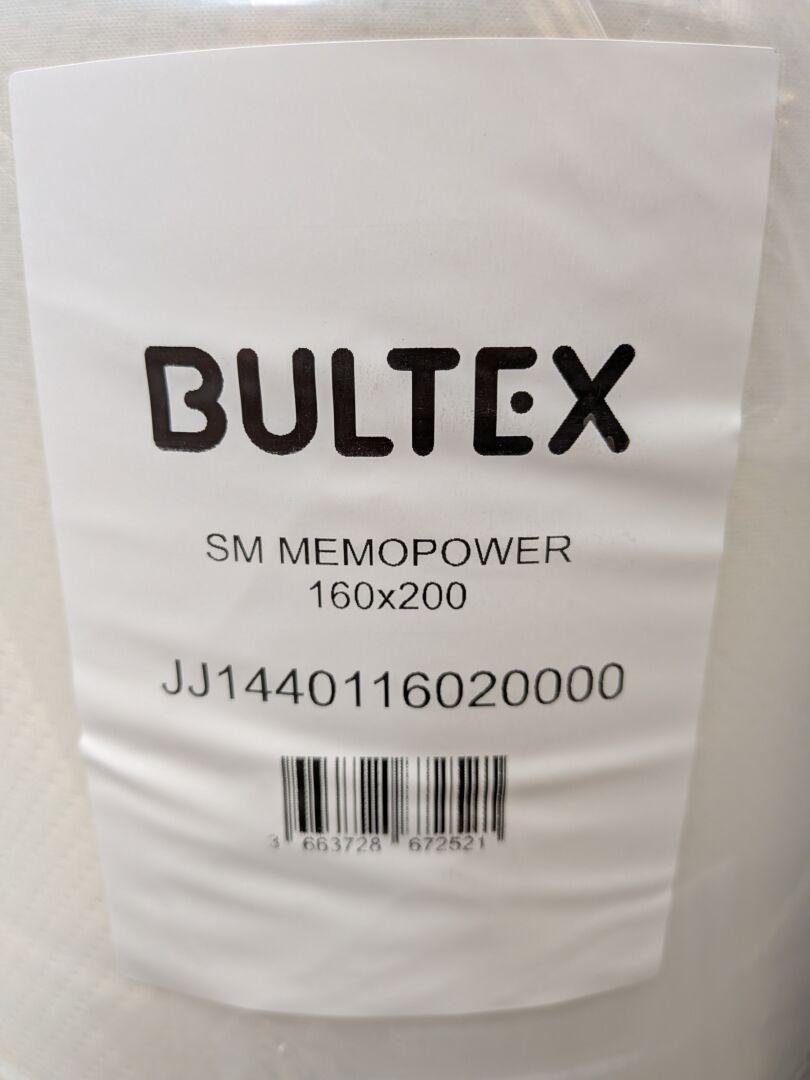 BULTEX
SM MEMOPOWER
160x200
JJ1440116020000
3 663728 672521